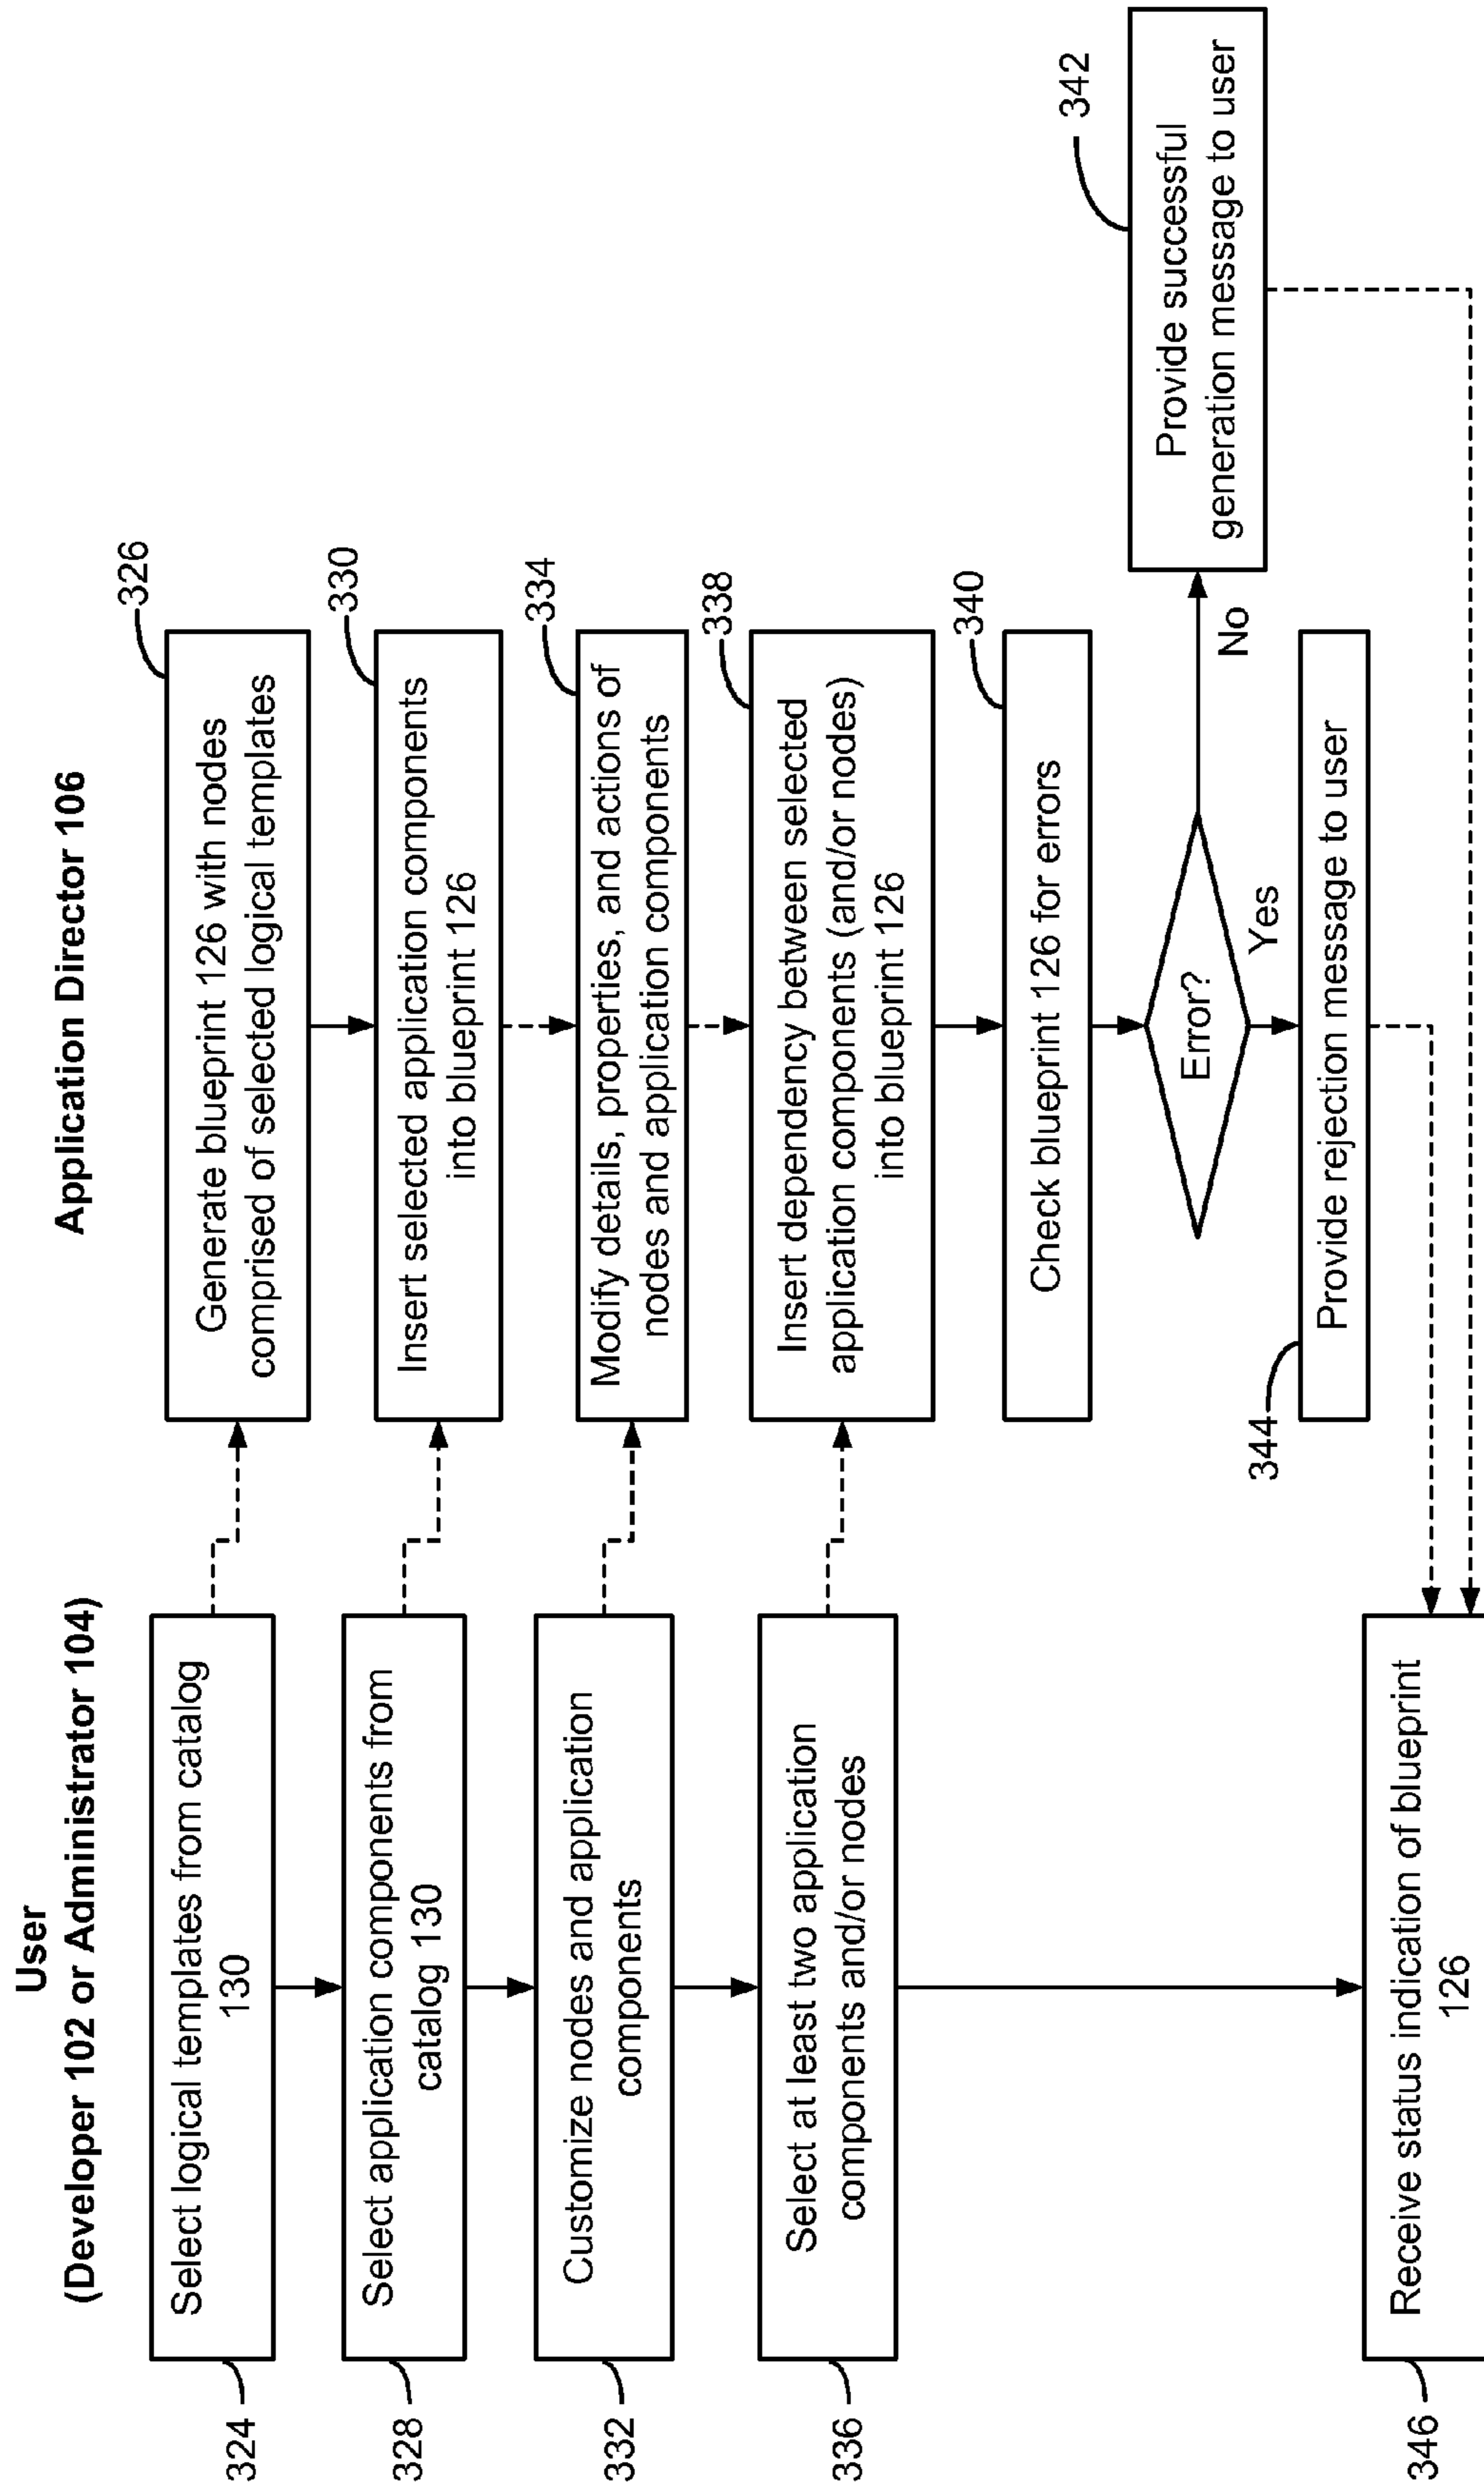 User
(Developer 102 or Administrator 104)
Application Director 106
324
Select logical templates from catalog
130
326
Generate blueprint 126 with nodes
comprised of selected logical templates
328
Select application components from
catalog 130
330
Insert selected application components
into blueprint 126
332
Customize nodes and application
components
334
Modify details, properties, and actions of
nodes and application components
336
Select at least two application
components and/or nodes
338
Insert dependency between selected
application components (and/or nodes)
into blueprint 126
340
Check blueprint 126 for errors
Error?
No
Yes
342
Provide successful
generation message to user
344
Provide rejection message to user
346
Receive status indication of blueprint
126